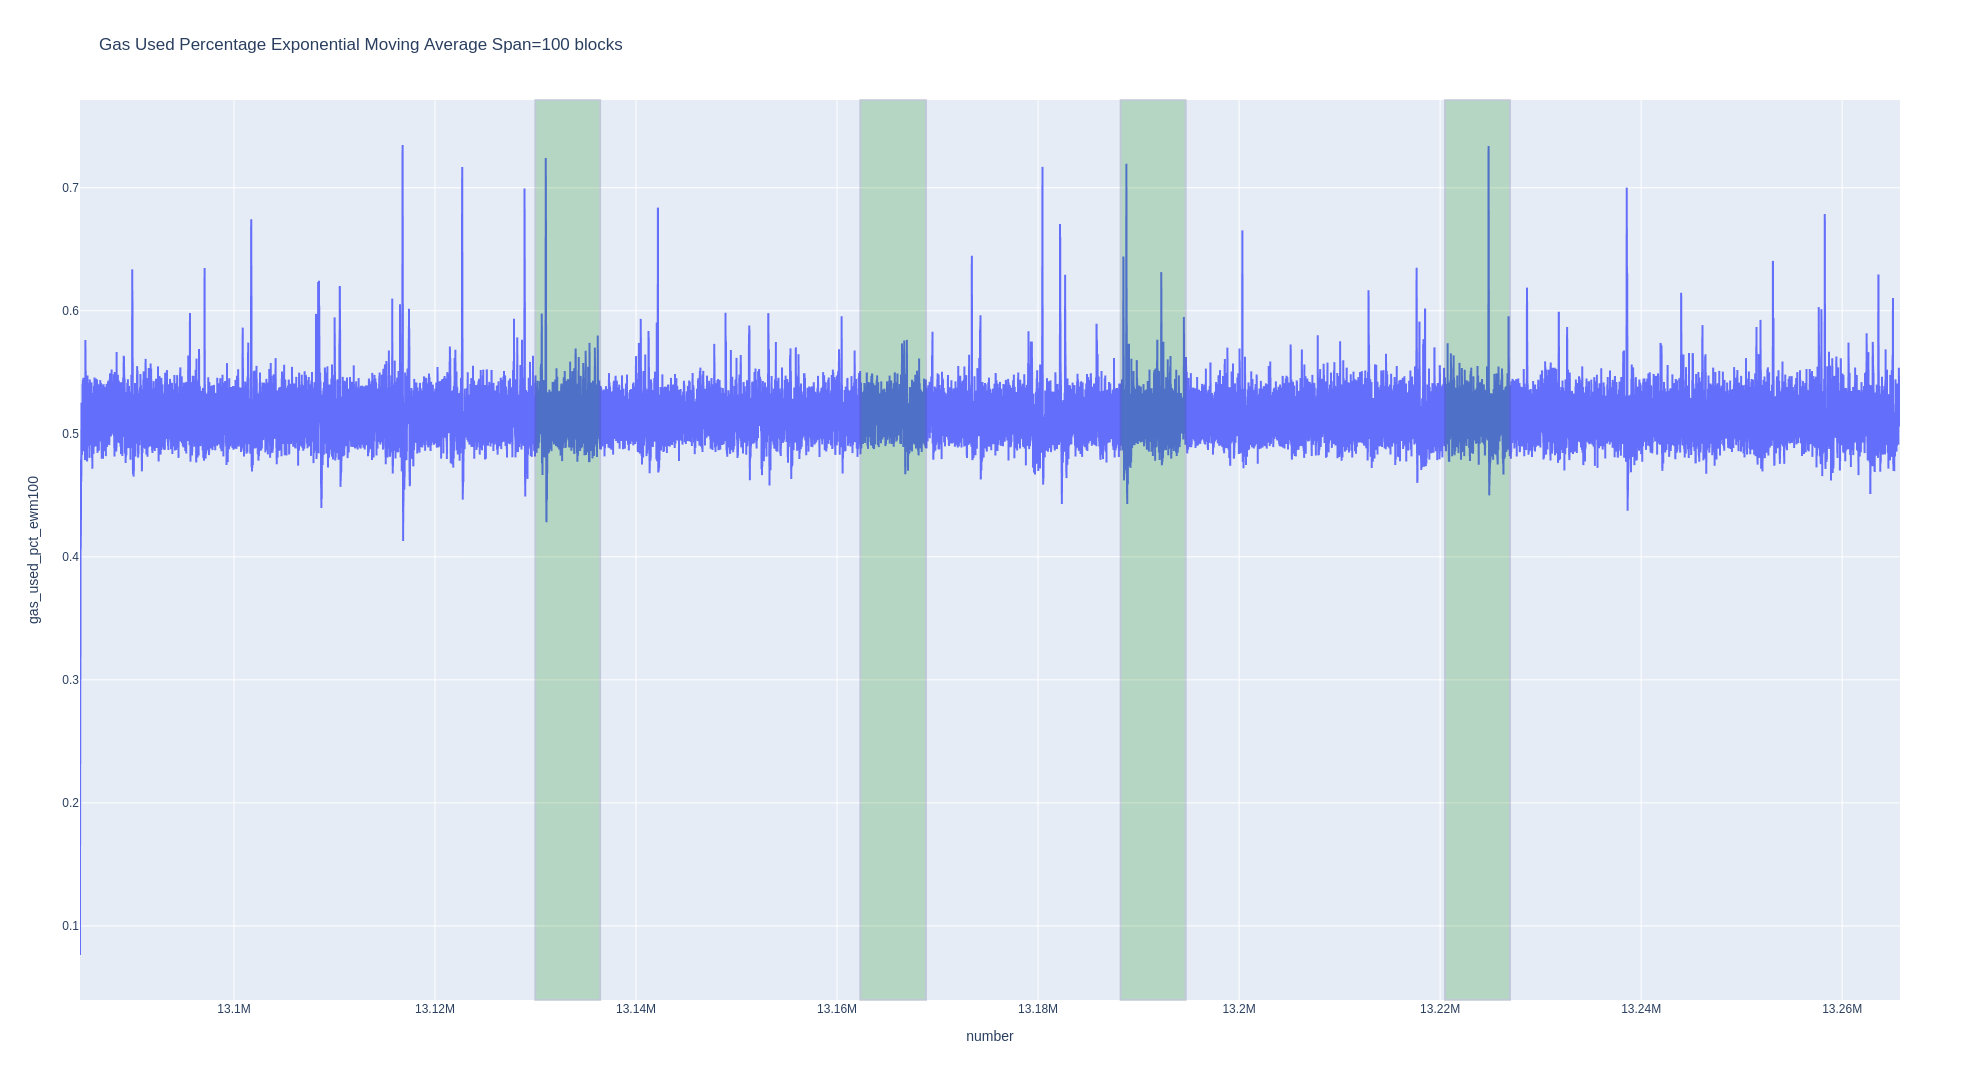 Gas Used Percentage Exponential Moving Average Span=100 blocks
gas_used_pct_ewm100
0.7
0.6
0.5
0.4
0.3
0.2
0.1
13.1M 13.12M 13.14M 13.16M 13.18M 13.2M 13.22M 13.24M 13.26M
number